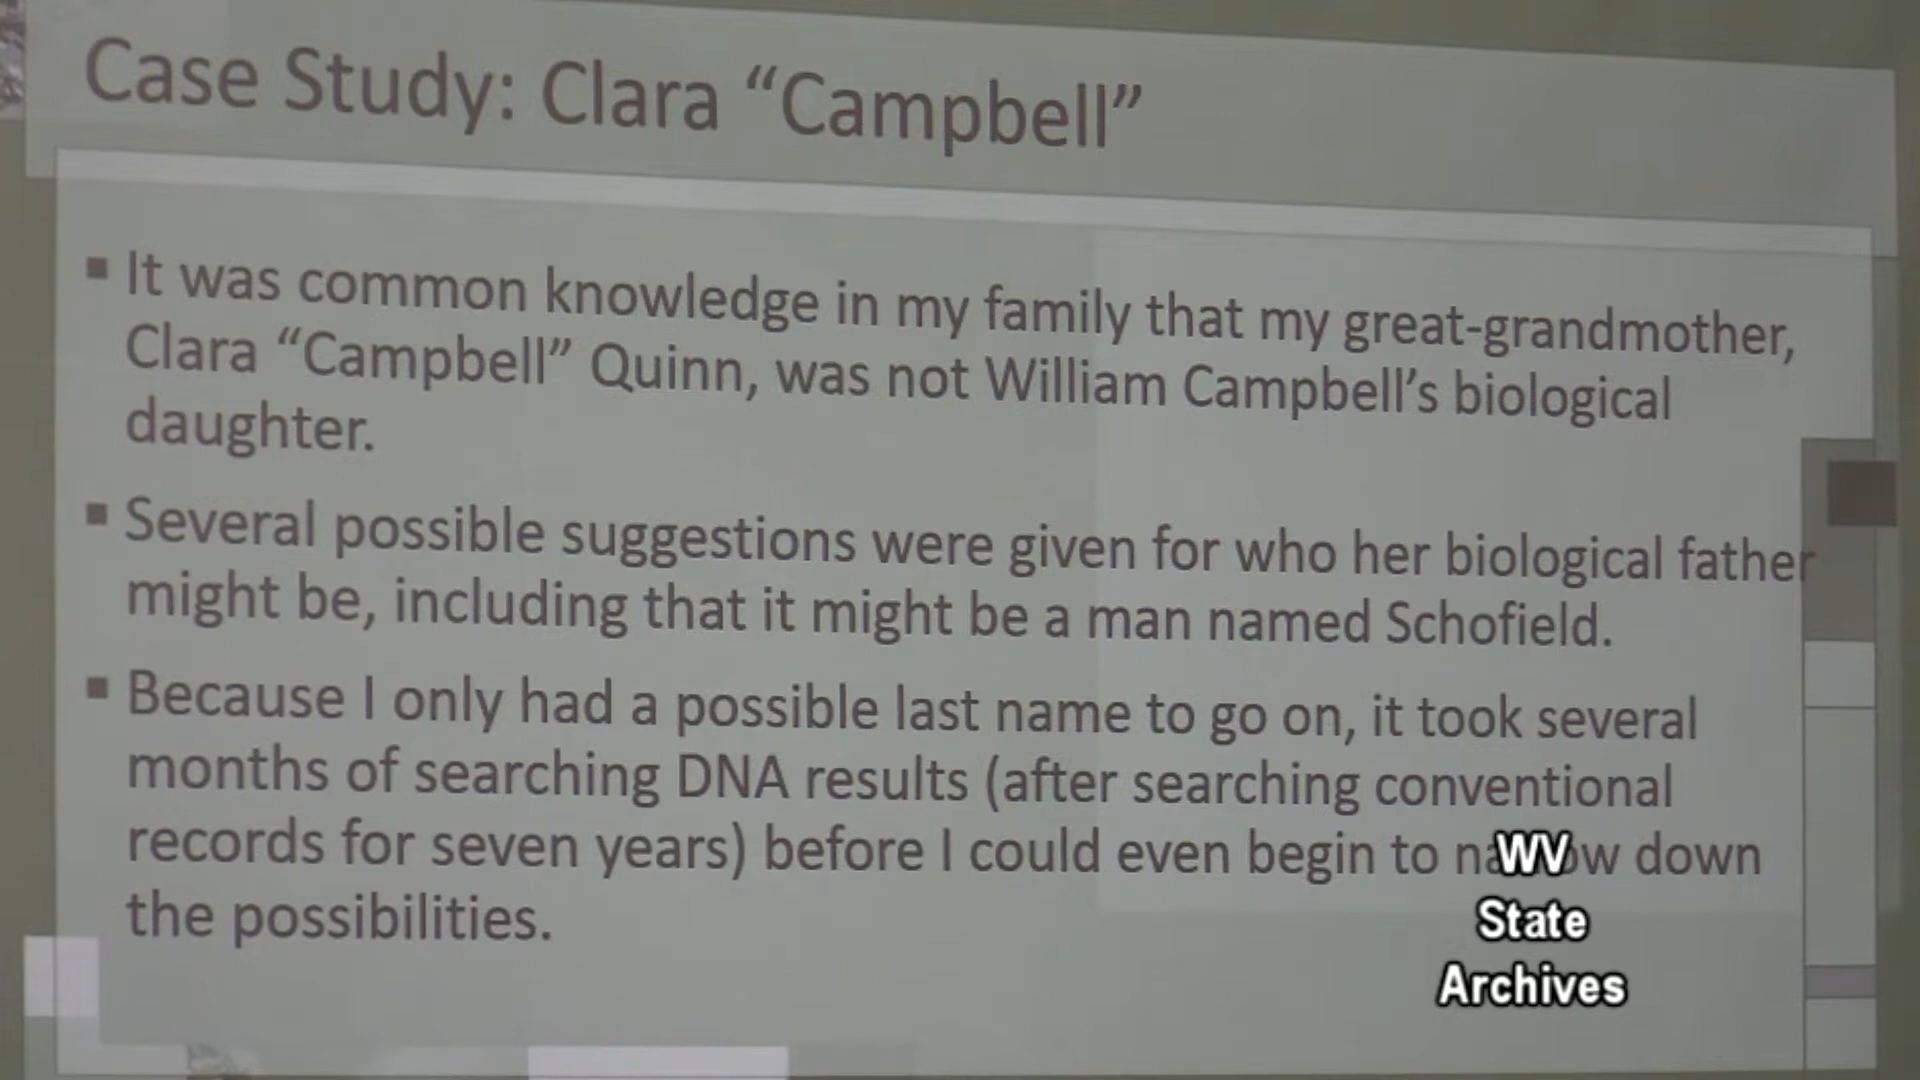 Case Study: Clara “Campbell”
▪ It was common knowledge in my family that my great-grandmother,
Clara “Campbell” Quinn, was not William Campbell’s biological
daughter.
▪ Several possible suggestions were given for who her biological father
might be, including that it might be a man named Schofield.
▪ Because I only had a possible last name to go on, it took several
months of searching DNA results (after searching conventional
records for seven years) before I could even begin to narrow down
the possibilities.
WV
State
Archives